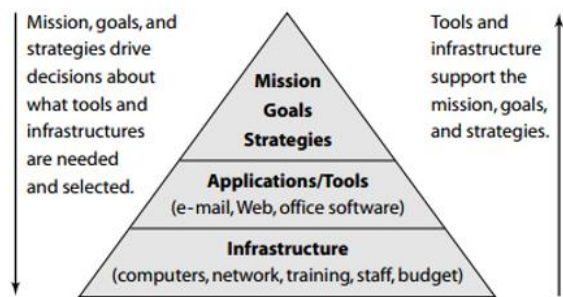 Mission, goals, and
strategies drive
decisions about
what tools and
infrastructures
are needed
and selected.
Mission
Goals
Strategies
Applications/Tools
(e-mail, Web, office software)
Infrastructure
(computers, network, training, staff, budget)
Tools and
infrastructure
support the
mission, goals,
and strategies.